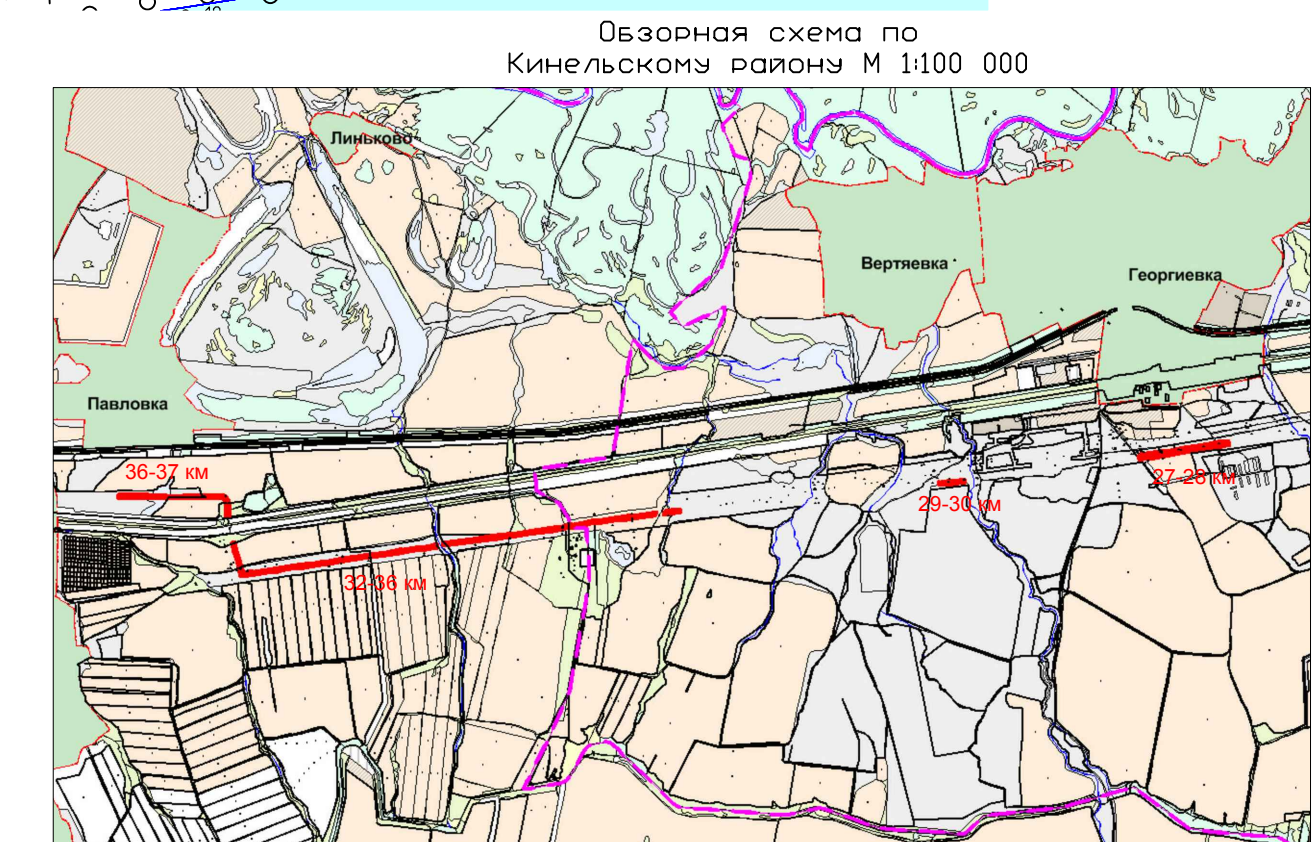 Обзорная схема по
Кинельскому району М 1:100 000
Линьково
Вертяевка
Георгиевка
Павловка
36-37 км
27-28 км
29-30 км
32-36 км